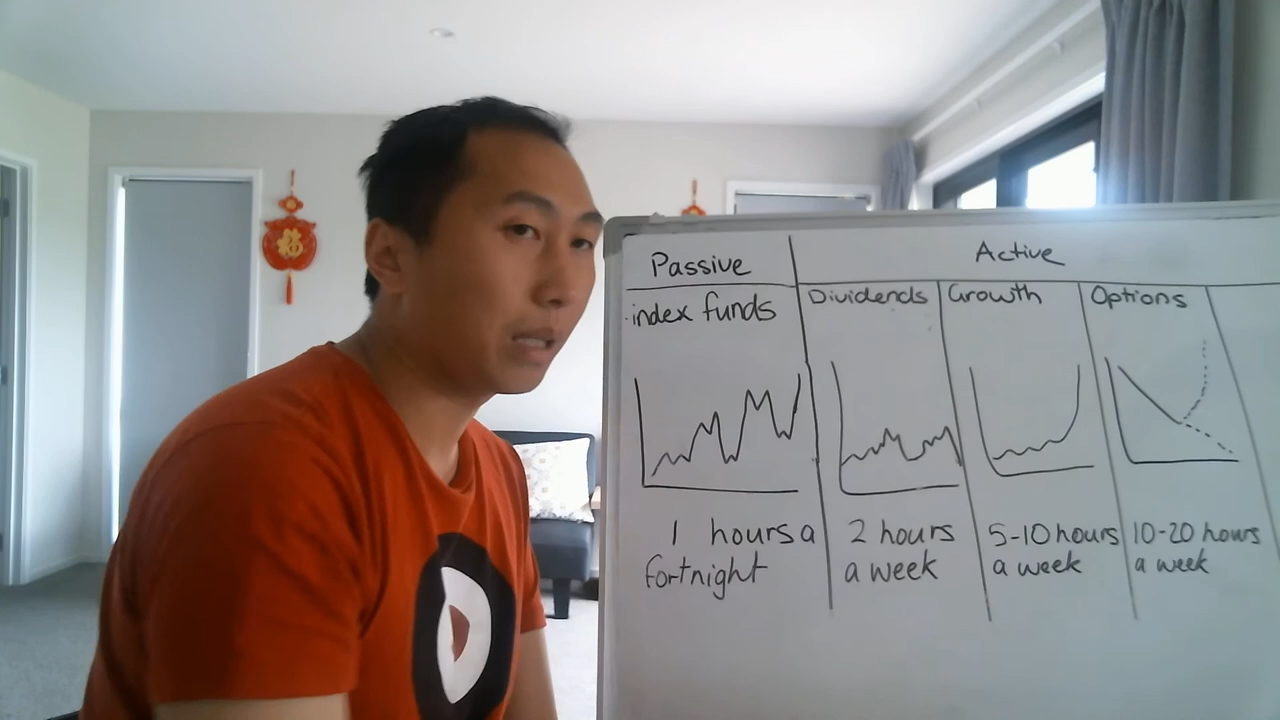 Passive
Active
index funds
Dividends
Growth
Options
1 hours a
fortnight
2 hours
a week
5-10 hours
a week
10-20 hours
a week
福